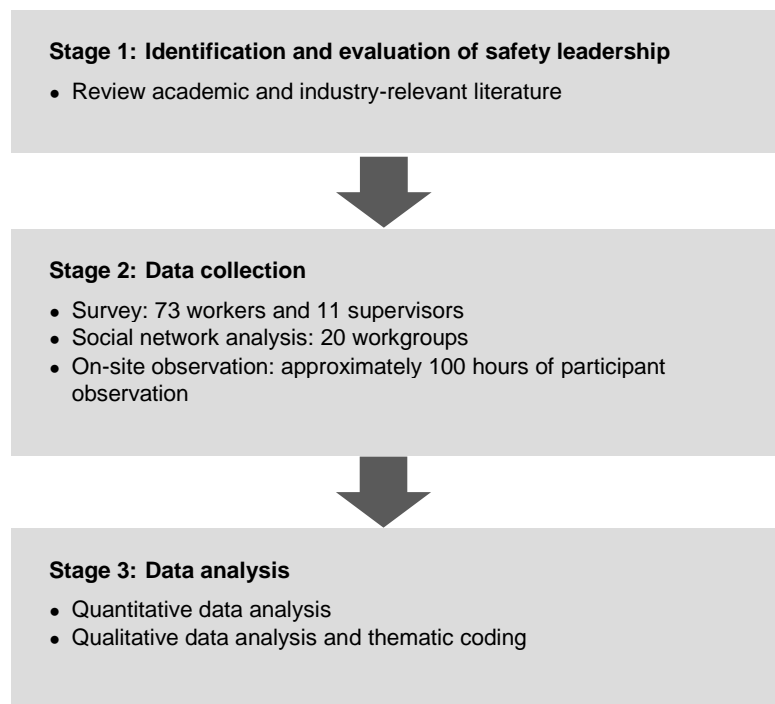 Stage 1: Identification and evaluation of safety leadership
• Review academic and industry-relevant literature
Stage 2: Data collection
• Survey: 73 workers and 11 supervisors
• Social network analysis: 20 workgroups
• On-site observation: approximately 100 hours of participant
observation
Stage 3: Data analysis
• Quantitative data analysis
• Qualitative data analysis and thematic coding